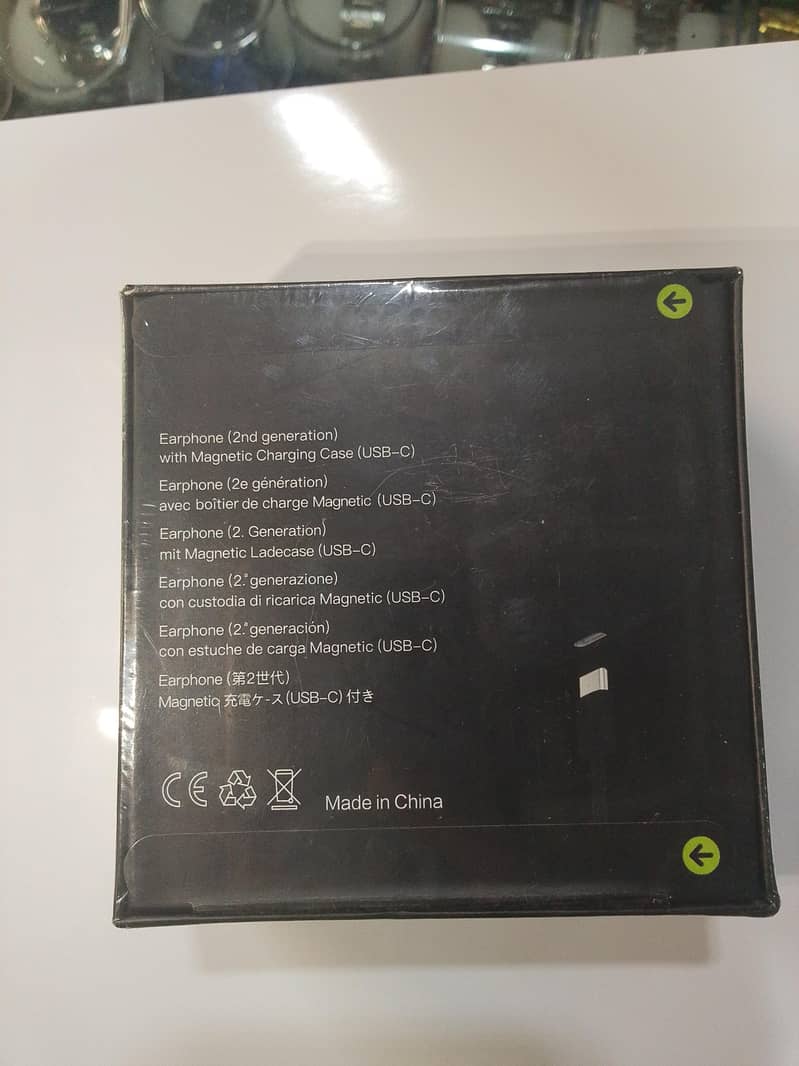 Earphone (2nd generation)
with Magnetic Charging Case (USB-C)
Earphone (2e génération)
avec boîtier de charge Magnetic (USB-C)
Earphone (2. Generation)
mit Magnetic Ladecase (USB-C)
Earphone (2.ª generazione)
con custodia di ricarica Magnetic (USB-C)
Earphone (2.ª generación)
con estuche de carga Magnetic (USB-C)
Earphone (第2世代)
Magnetic 充電ケ-ス(USB-C) 付き
CE
Made in China